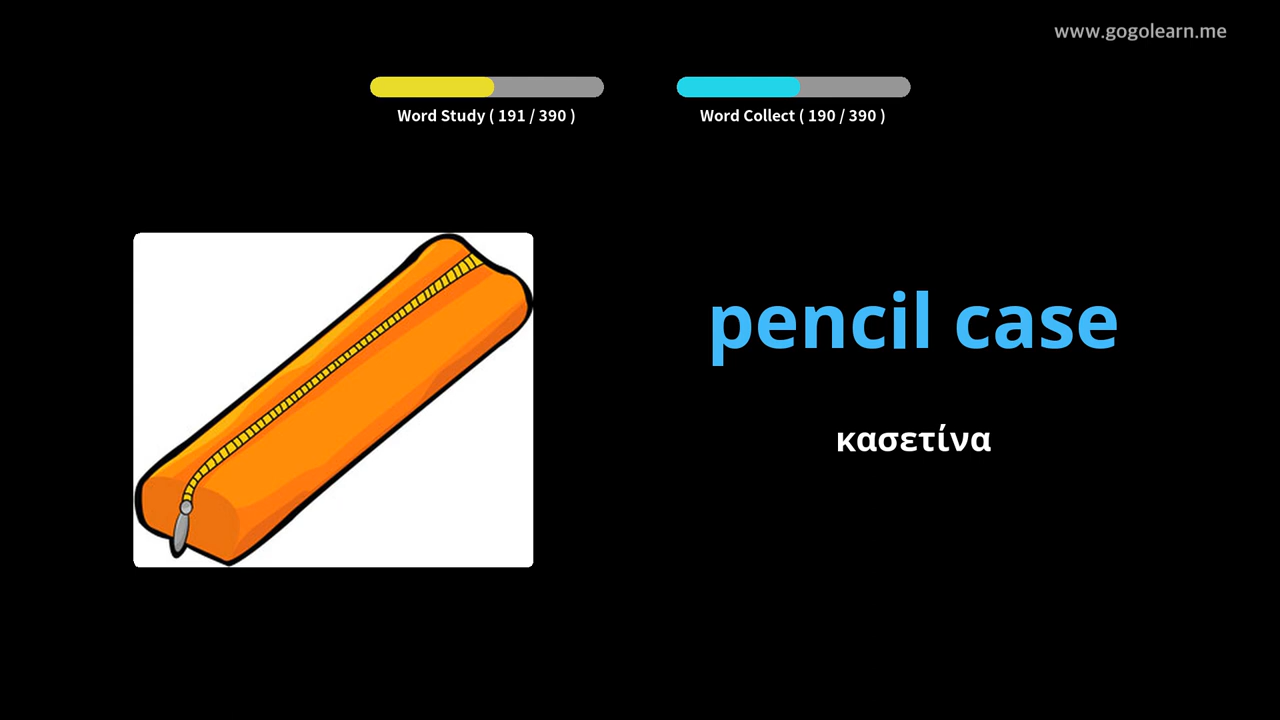 www.gogolearn.me
Word Study ( 191 / 390 )
Word Collect ( 190 / 390 )
pencil case
κασετίνα